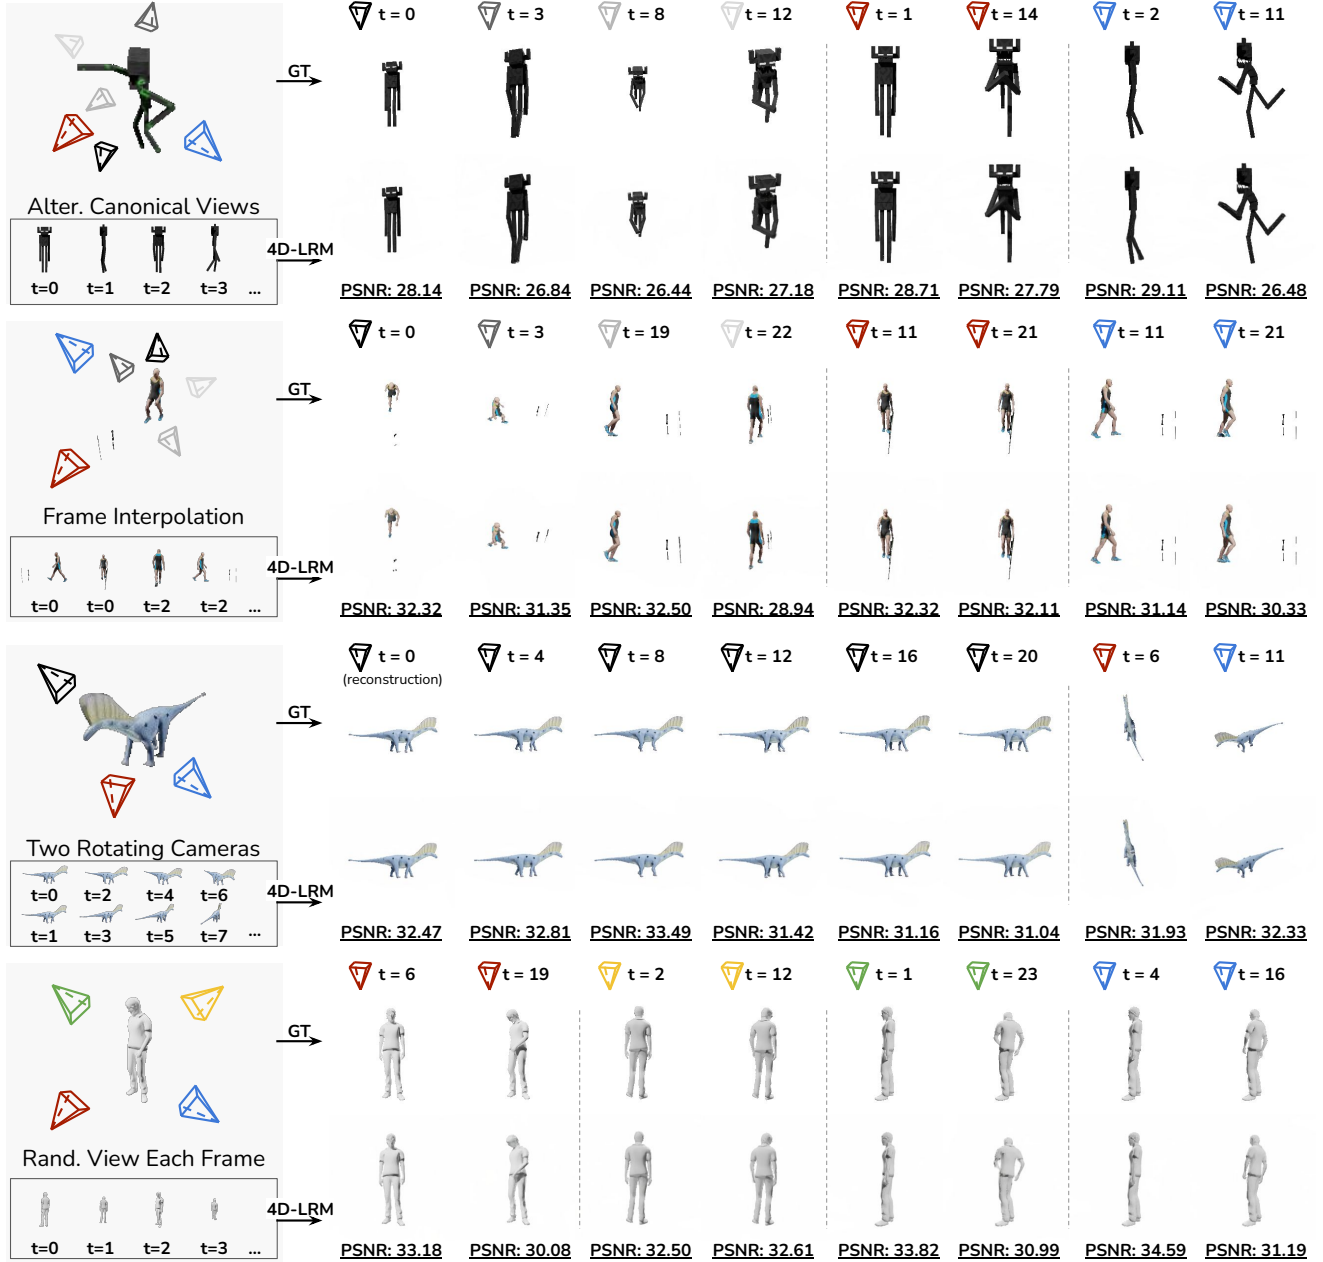 t = 0 t = 3 t = 8 t = 12 t = 1 t = 14 t = 2 t = 11
GT
Alter. Canonical Views
4D-LRM
t=0 t=1 t=2 t=3 ...
PSNR: 28.14 PSNR: 26.84 PSNR: 26.44 PSNR: 27.18 PSNR: 28.71 PSNR: 27.79 PSNR: 29.11 PSNR: 26.48
t = 0 t = 3 t = 19 t = 22 t = 11 t = 21 t = 11 t = 21
GT
Frame Interpolation
4D-LRM
t=0 t=0 t=2 t=2 ...
PSNR: 32.32 PSNR: 31.35 PSNR: 32.50 PSNR: 28.94 PSNR: 32.32 PSNR: 32.11 PSNR: 31.14 PSNR: 30.33
t = 0 t = 4 t = 8 t = 12 t = 16 t = 20 t = 6 t = 11
(reconstruction)
GT
Two Rotating Cameras
4D-LRM
t=0 t=2 t=4 t=6
t=1 t=3 t=5 t=7 ...
PSNR: 32.47 PSNR: 32.81 PSNR: 33.49 PSNR: 31.42 PSNR: 31.16 PSNR: 31.04 PSNR: 31.93 PSNR: 32.33
t = 6 t = 19 t = 2 t = 12 t = 1 t = 23 t = 4 t = 16
GT
Rand. View Each Frame
4D-LRM
t=0 t=1 t=2 t=3 ...
PSNR: 33.18 PSNR: 30.08 PSNR: 32.50 PSNR: 32.61 PSNR: 33.82 PSNR: 30.99 PSNR: 34.59 PSNR: 31.19